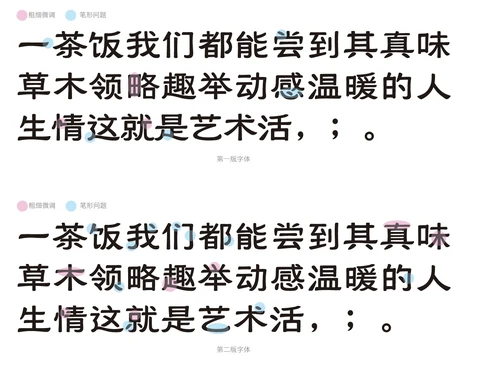 粗细微调 笔形问题
一茶饭我们都能尝到其真味
草木领略趣举动感温暖的人
生情这就是艺术活，；。
第一版字体
粗细微调 笔形问题
一茶饭我们都能尝到其真味
草木领略趣举动感温暖的人
生情这就是艺术活，；。
第二版字体